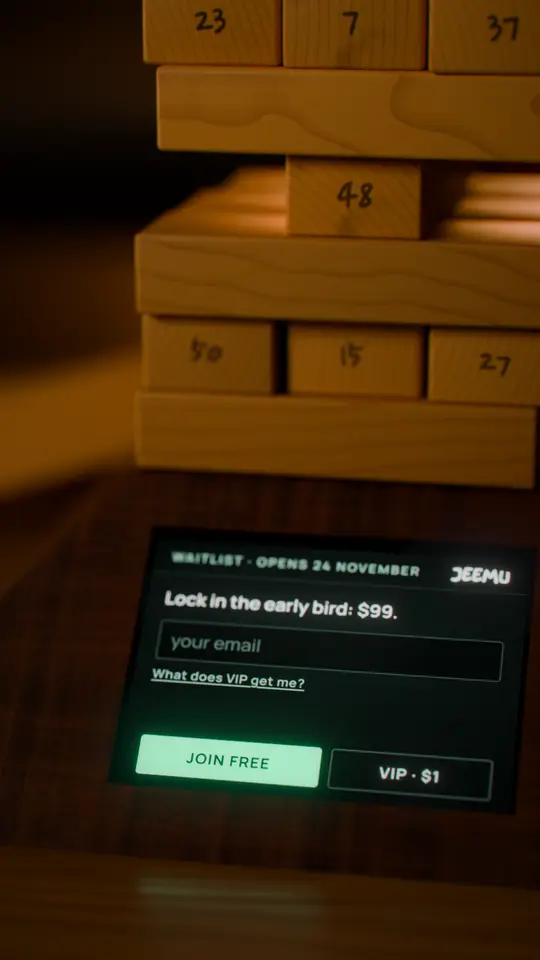 23 7 37
48
50 15 27
WAITLIST · OPENS 24 NOVEMBER
JEEMU
Lock in the early bird: $99.
your email
What does VIP get me?
JOIN FREE
VIP · $1